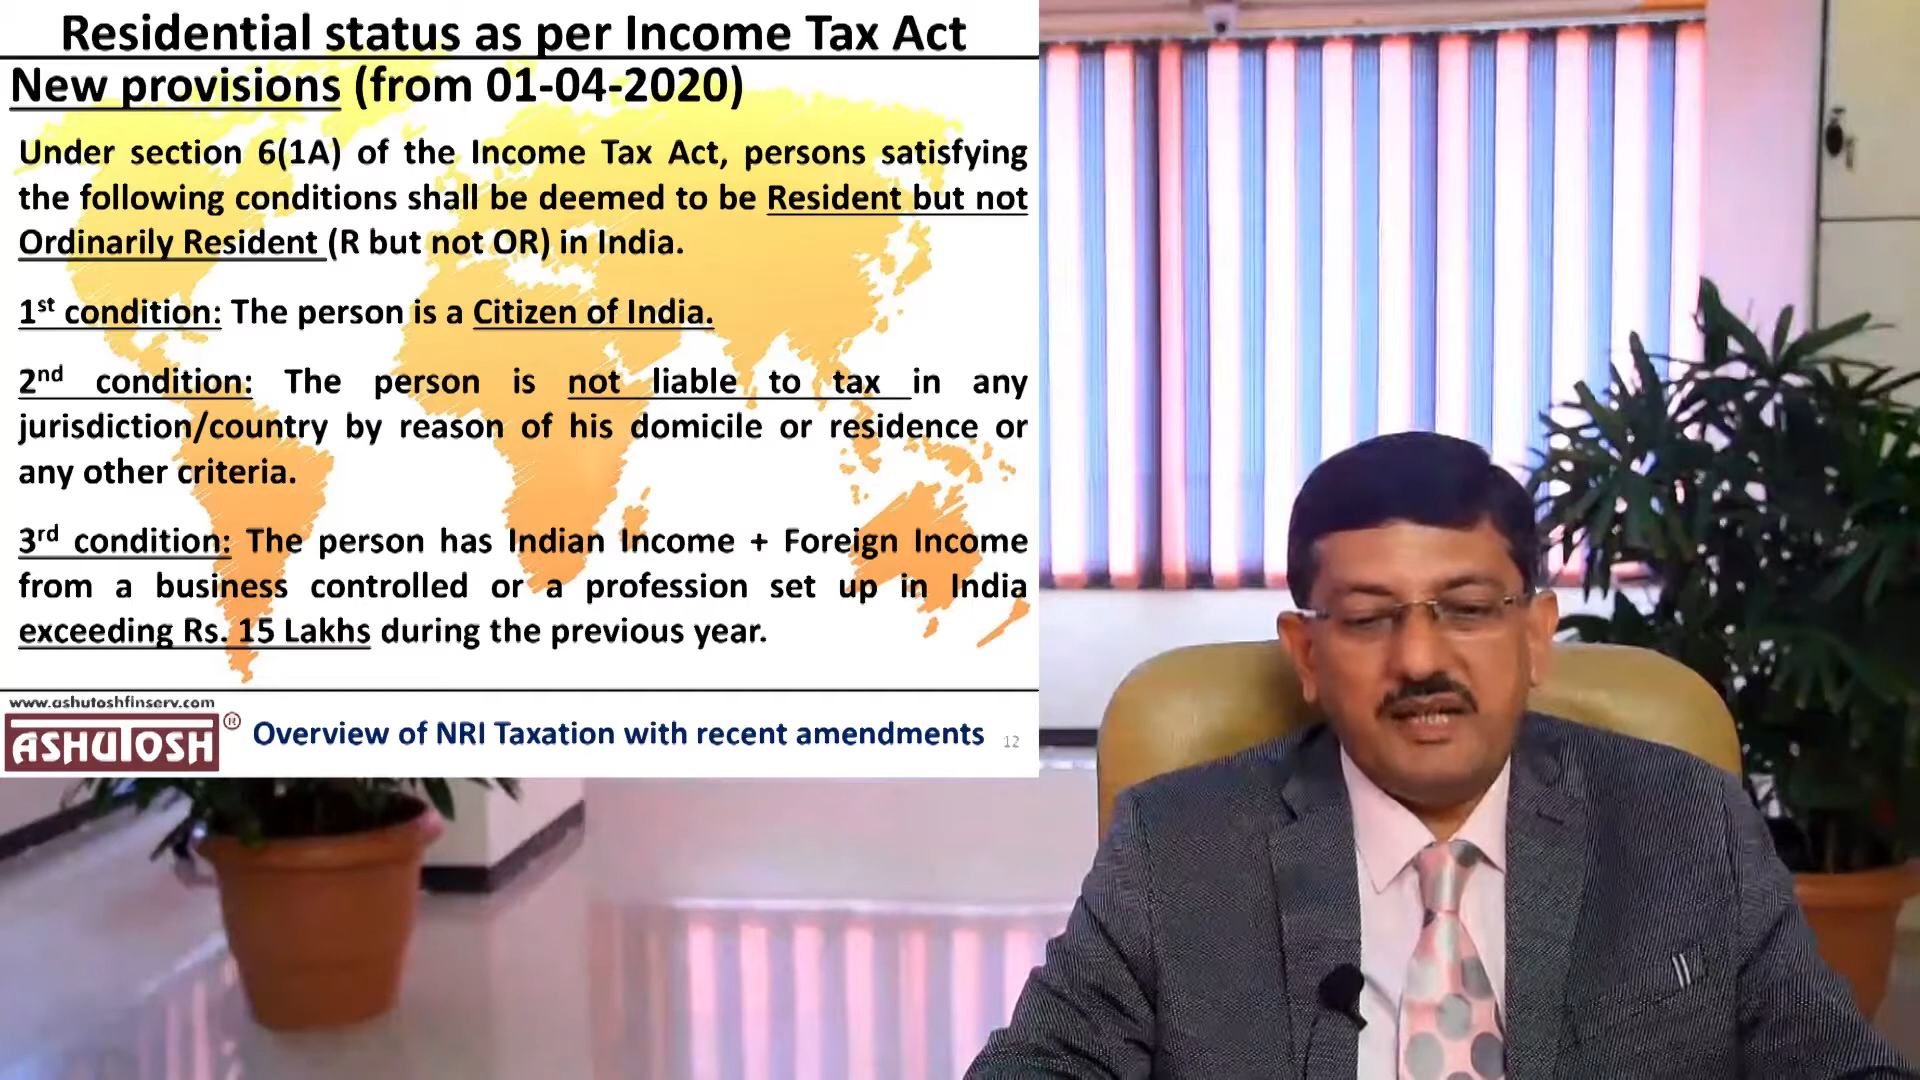 Residential status as per Income Tax Act
New provisions (from 01-04-2020)
Under section 6(1A) of the Income Tax Act, persons satisfying
the following conditions shall be deemed to be Resident but not
Ordinarily Resident (R but not OR) in India.
1st condition: The person is a Citizen of India.
2nd condition: The person is not liable to tax in any
jurisdiction/country by reason of his domicile or residence or
any other criteria.
3rd condition: The person has Indian Income + Foreign Income
from a business controlled or a profession set up in India
exceeding Rs. 15 Lakhs during the previous year.
www.ashutoshfinserv.com
ASHUTOSH®
Overview of NRI Taxation with recent amendments
12